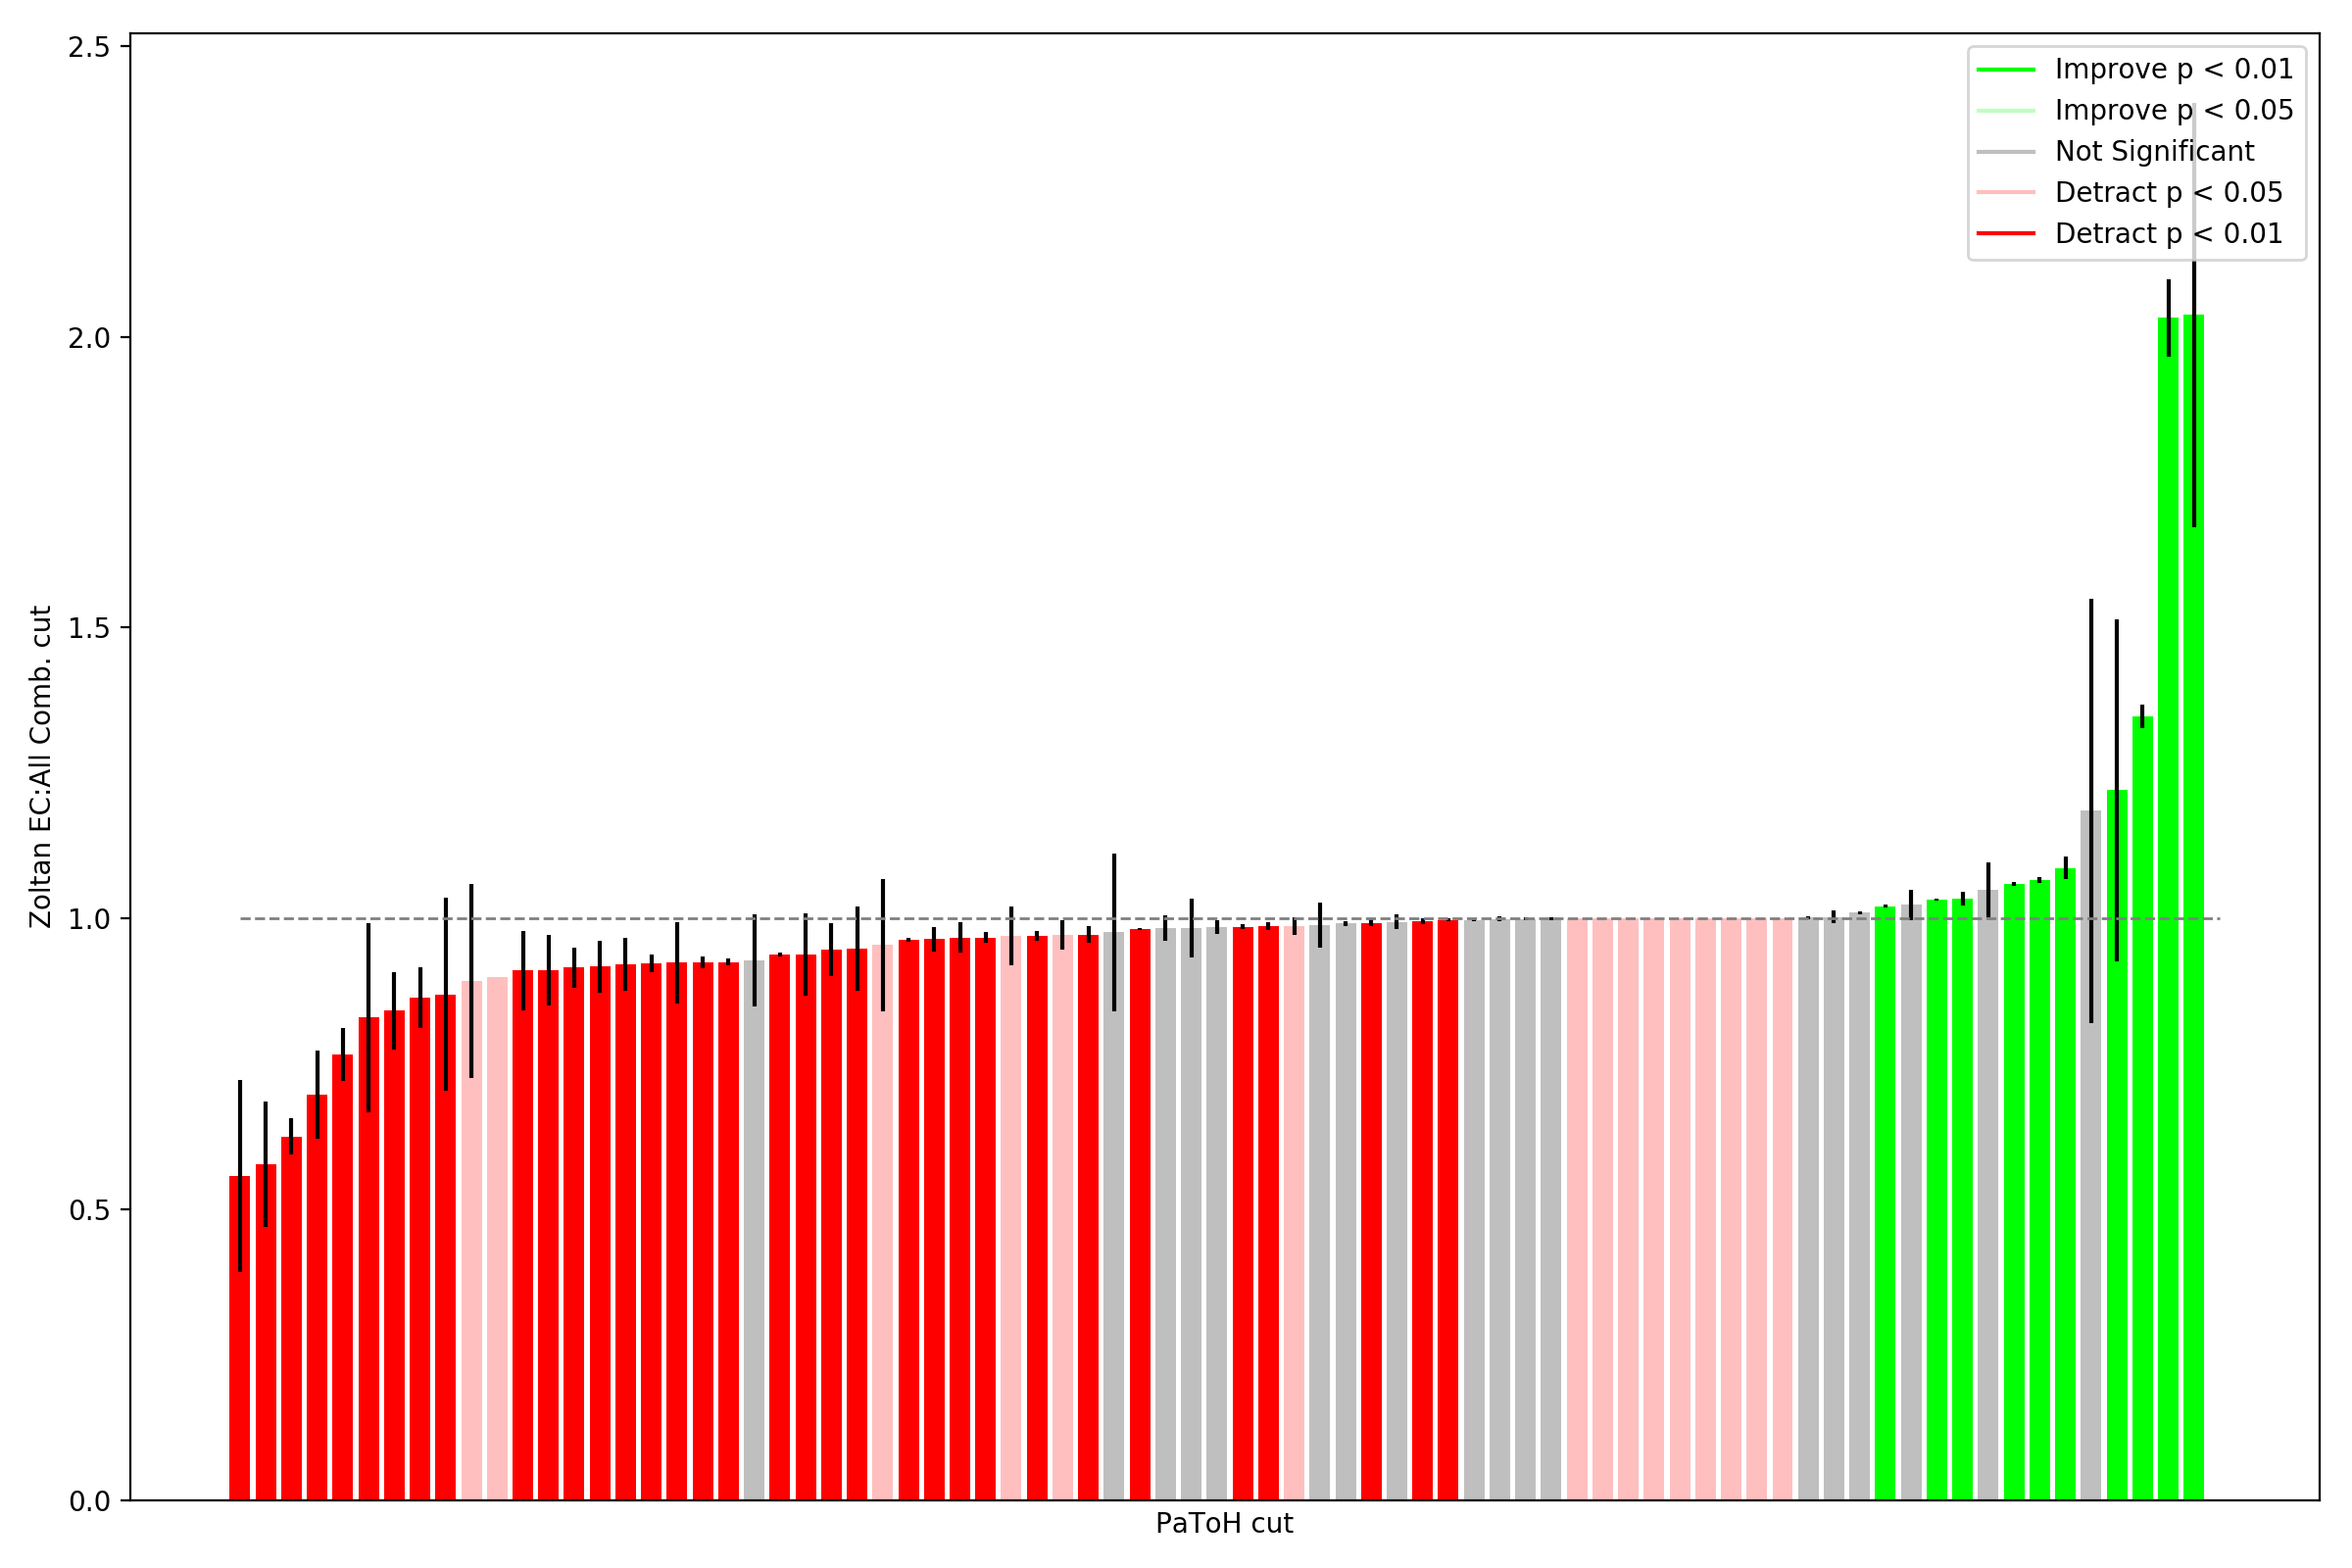 2.5
2.0
1.5
1.0
0.5
0.0
Zoltan EC:All Comb. cut
PaToH cut
Improve p < 0.01
Improve p < 0.05
Not Significant
Detract p < 0.05
Detract p < 0.01